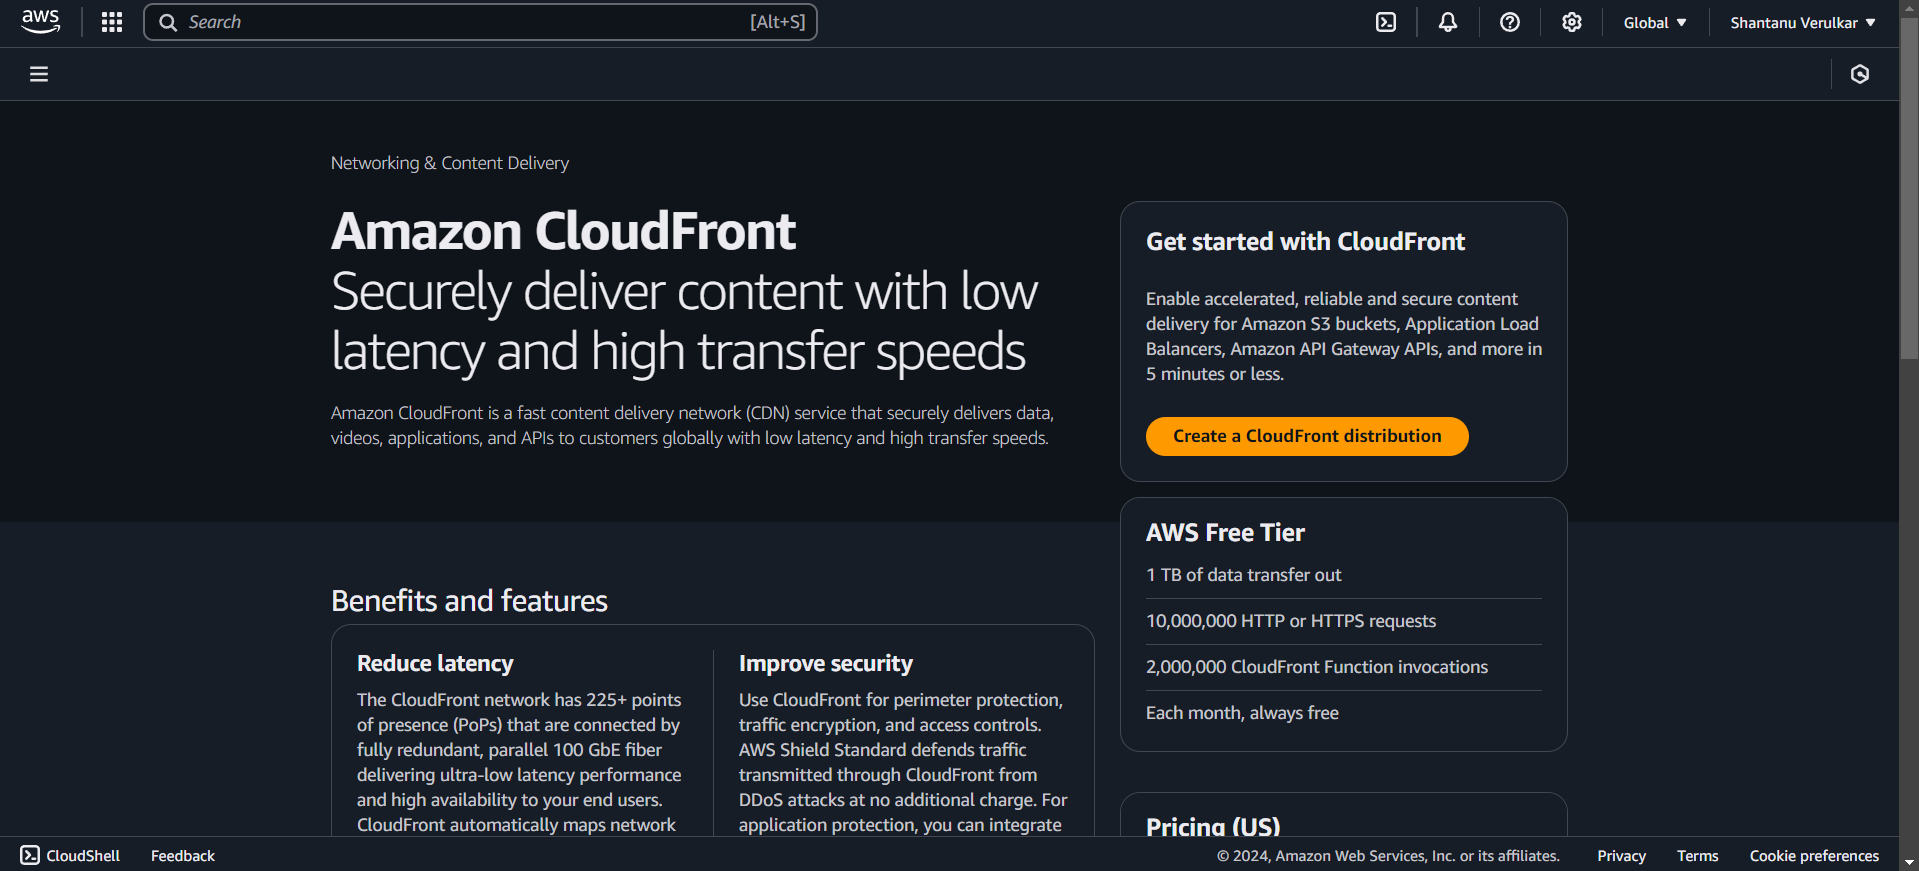 aws
Search
[Alt+S]
Global
Shantanu Verulkar
Networking & Content Delivery
Amazon CloudFront
Securely deliver content with low
latency and high transfer speeds
Amazon CloudFront is a fast content delivery network (CDN) service that securely delivers data,
videos, applications, and APIs to customers globally with low latency and high transfer speeds.
Get started with CloudFront
Enable accelerated, reliable and secure content
delivery for Amazon S3 buckets, Application Load
Balancers, Amazon API Gateway APIs, and more in
5 minutes or less.
Create a CloudFront distribution
AWS Free Tier
1 TB of data transfer out
10,000,000 HTTP or HTTPS requests
2,000,000 CloudFront Function invocations
Each month, always free
Benefits and features
Reduce latency
The CloudFront network has 225+ points
of presence (PoPs) that are connected by
fully redundant, parallel 100 GbE fiber
delivering ultra-low latency performance
and high availability to your end users.
CloudFront automatically maps network
Improve security
Use CloudFront for perimeter protection,
traffic encryption, and access controls.
AWS Shield Standard defends traffic
transmitted through CloudFront from
DDoS attacks at no additional charge. For
application protection, you can integrate
Pricing (US)
CloudShell
Feedback
© 2024, Amazon Web Services, Inc. or its affiliates.
Privacy
Terms
Cookie preferences